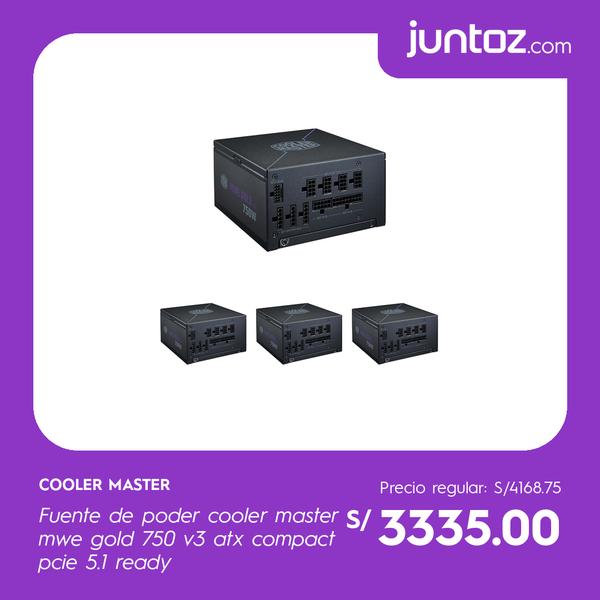 juntoz.com
750W
COOLER MASTER
Precio regular: S/4168.75
Fuente de poder cooler master
mwe gold 750 v3 atx compact
pcie 5.1 ready
S/ 3335.00